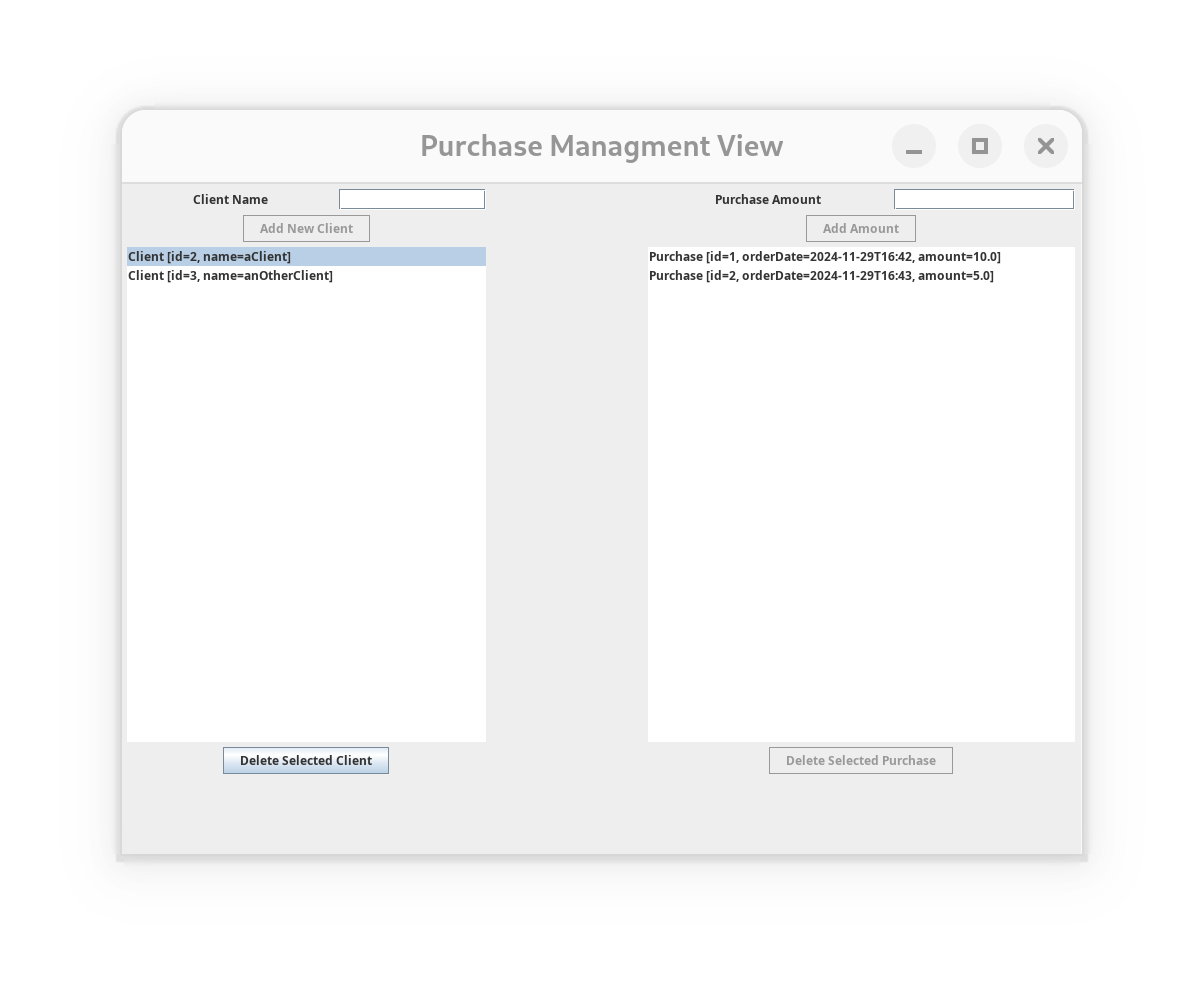 Purchase Managment View
Client Name
Purchase Amount
Add New Client
Add Amount
Client [id=2, name=aClient]
Client [id=3, name=anOtherClient]
Purchase [id=1, orderDate=2024-11-29T16:42, amount=10.0]
Purchase [id=2, orderDate=2024-11-29T16:43, amount=5.0]
Delete Selected Client
Delete Selected Purchase